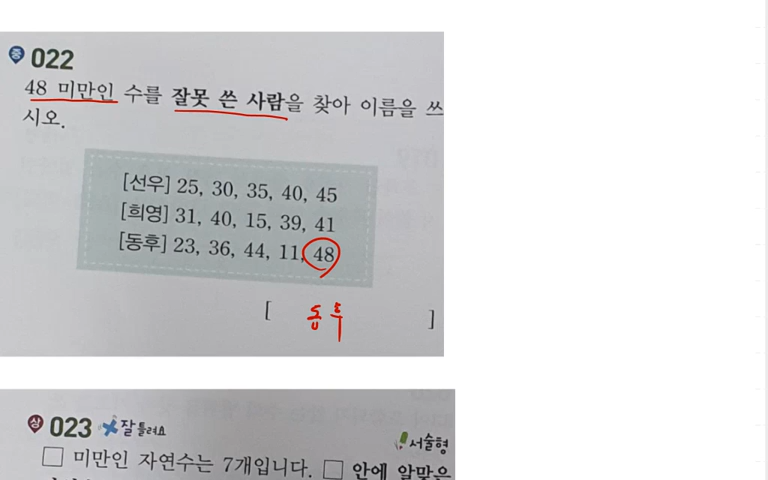 중 022
48 미만인 수를 잘못 쓴 사람을 찾아 이름을 쓰
시오.
[선우] 25, 30, 35, 40, 45
[희영] 31, 40, 15, 39, 41
[동후] 23, 36, 44, 11, 48
[ 동후 ]
상 023 잘 틀려요
서술형
□ 미만인 자연수는 7개입니다. □ 안에 알맞은